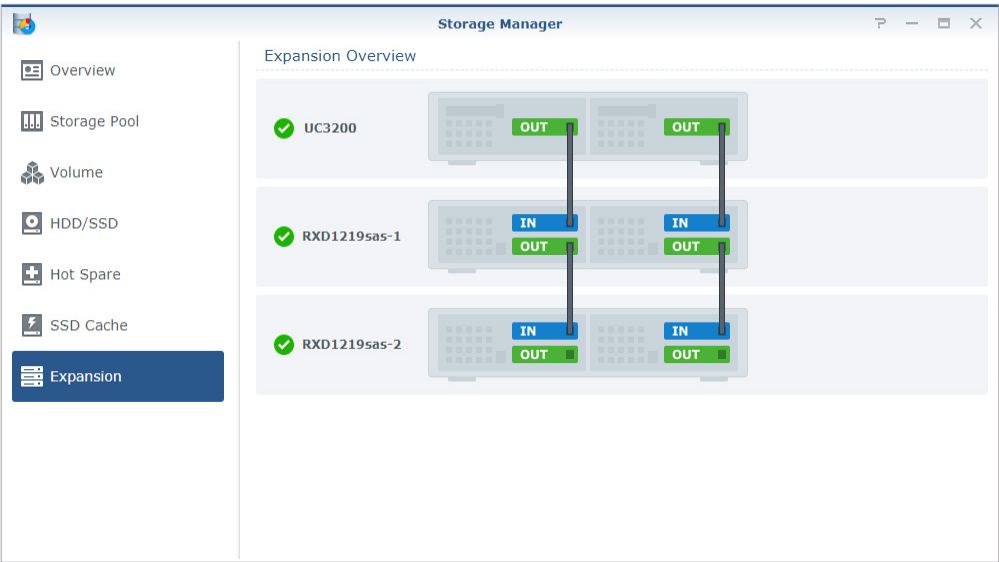 Storage Manager
?
Overview
Storage Pool
Volume
HDD/SSD
Hot Spare
SSD Cache
Expansion
Expansion Overview
UC3200
OUT OUT
RXD1219sas-1
IN IN
OUT OUT
RXD1219sas-2
IN IN
OUT OUT